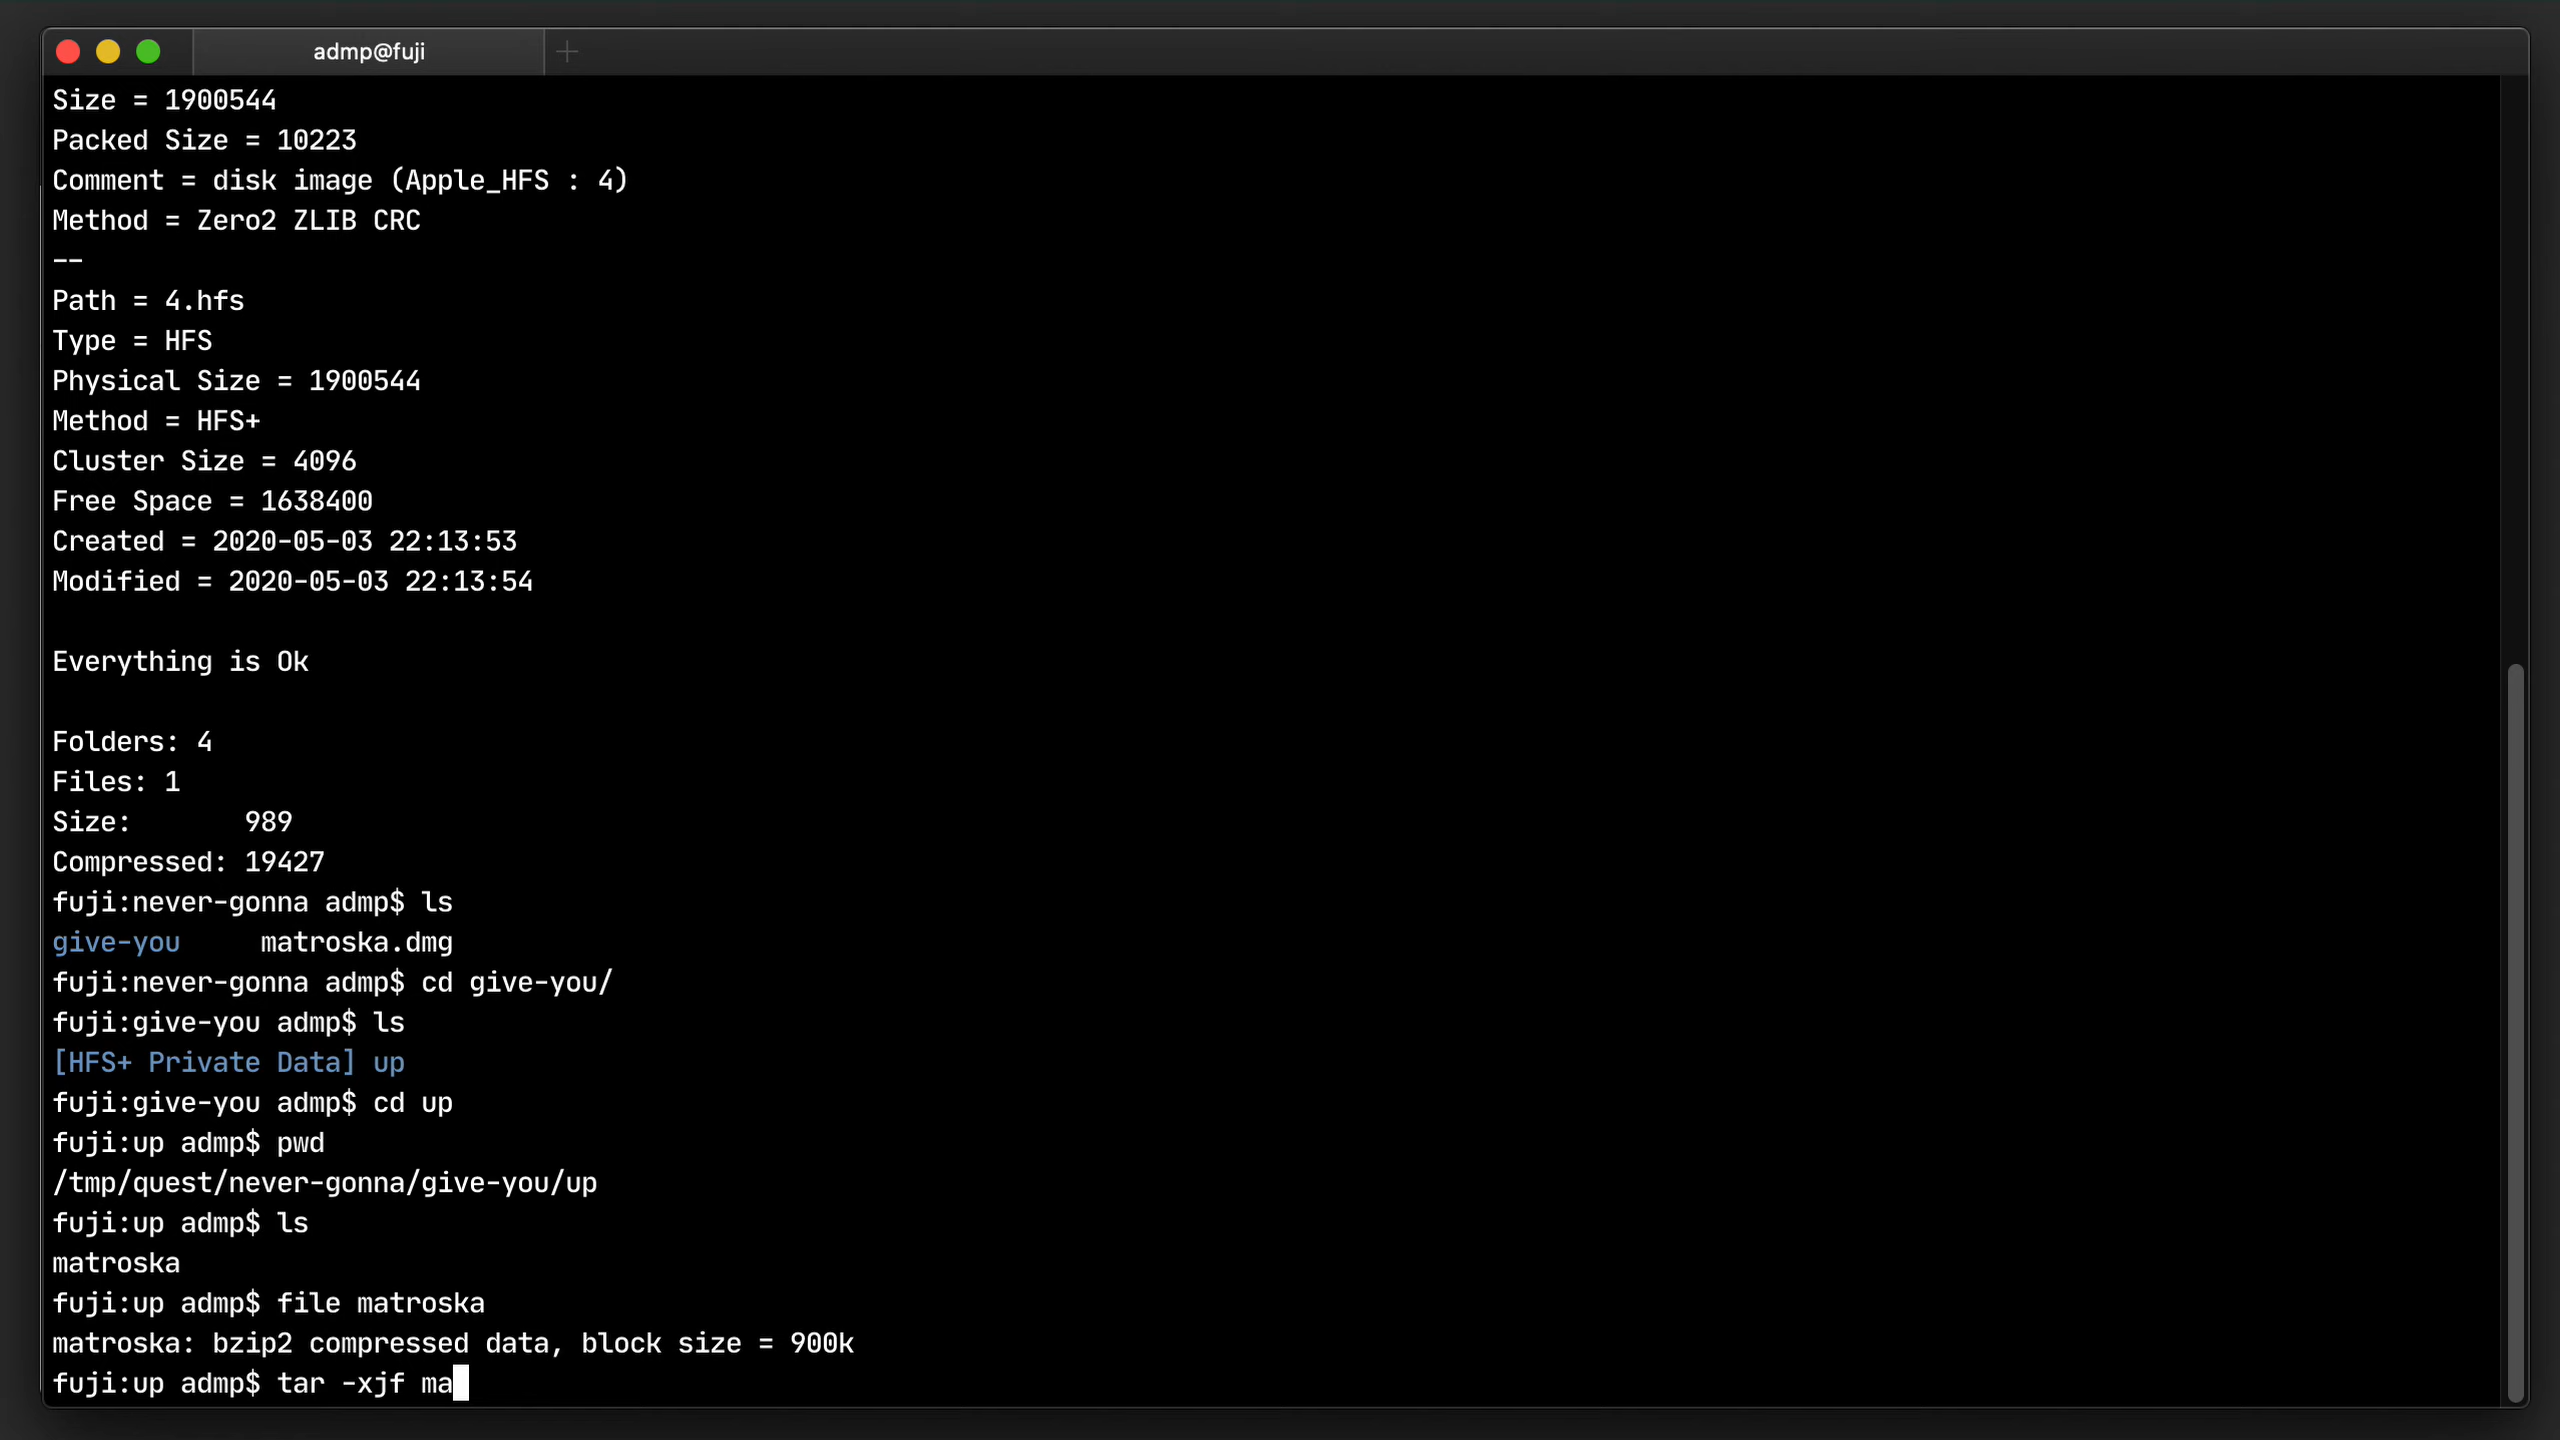 admp@fuji
Size = 1900544
Packed Size = 10223
Comment = disk image (Apple_HFS : 4)
Method = Zero2 ZLIB CRC
--
Path = 4.hfs
Type = HFS
Physical Size = 1900544
Method = HFS+
Cluster Size = 4096
Free Space = 1638400
Created = 2020-05-03 22:13:53
Modified = 2020-05-03 22:13:54
Everything is Ok
Folders: 4
Files: 1
Size:       989
Compressed: 19427
fuji:never-gonna admp$ ls
give-you     matroska.dmg
fuji:never-gonna admp$ cd give-you/
fuji:give-you admp$ ls
[HFS+ Private Data] up
fuji:give-you admp$ cd up
fuji:up admp$ pwd
/tmp/quest/never-gonna/give-you/up
fuji:up admp$ ls
matroska
fuji:up admp$ file matroska
matroska: bzip2 compressed data, block size = 900k
fuji:up admp$ tar -xjf ma